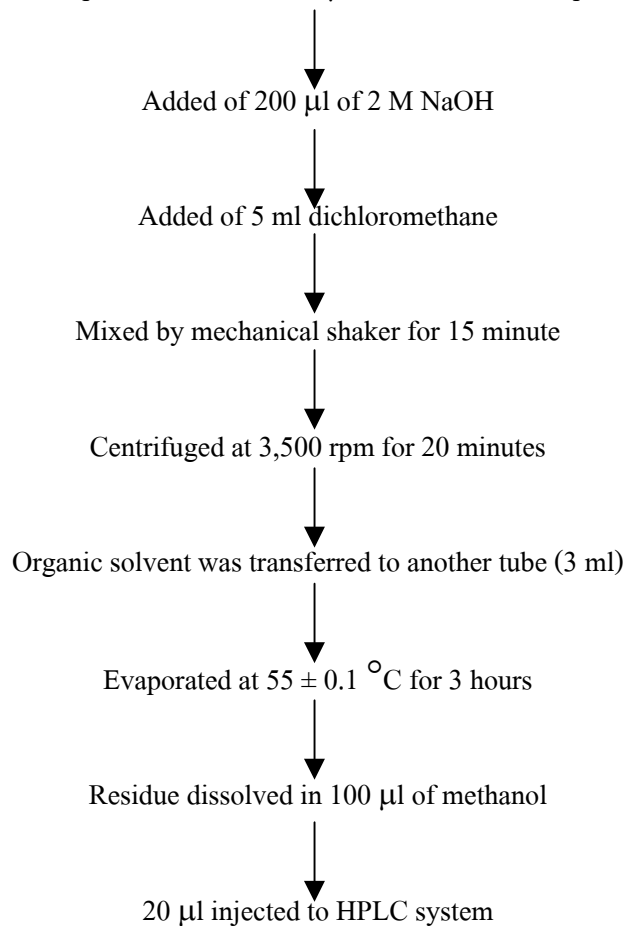 Added of 200 µl of 2 M NaOH
Added of 5 ml dichloromethane
Mixed by mechanical shaker for 15 minute
Centrifuged at 3,500 rpm for 20 minutes
Organic solvent was transferred to another tube (3 ml)
Evaporated at 55 ± 0.1 °C for 3 hours
Residue dissolved in 100 µl of methanol
20 µl injected to HPLC system